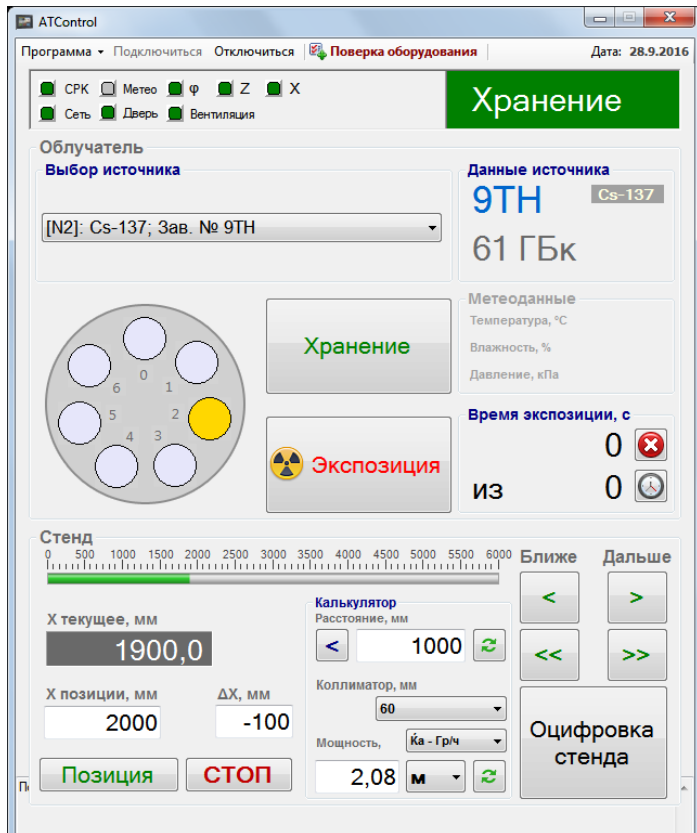 ATControl
Программа Подключиться Отключиться Поверка оборудования Дата: 28.9.2016
СРК Метео φ Z X
Сеть Дверь Вентиляция
Хранение
Облучатель
Выбор источника
[N2]: Cs-137; Зав. № 9ТН
Данные источника
9ТН Cs-137
61 ГБк
0 1 2 3 4 5 6
Хранение
Экспозиция
Метеоданные
Температура, ºС
Влажность, %
Давление, кПа
Время экспозиции, с
0
из 0
Стенд
0 500 1000 1500 2000 2500 3000 3500 4000 4500 5000 5500 6000
Х текущее, мм
1900,0
Х позиции, мм ΔХ, мм
2000 -100
Позиция СТОП
Калькулятор
Расстояние, мм
< 1000
Коллиматор, мм
60
Мощность, К̇а - Гр/ч
2,08 м
Ближе Дальше
< >
<< >>
Оцифровка
стенда